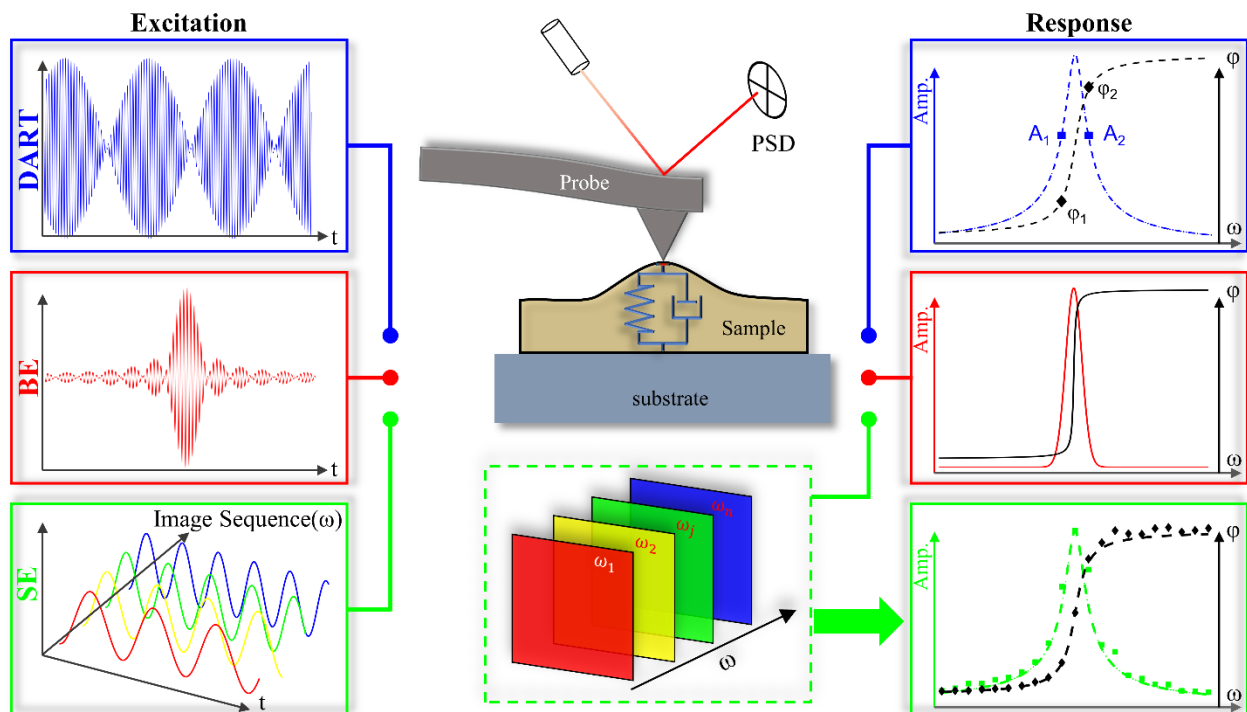 Excitation
Response
DART
t
BE
t
Image Sequence(ω)
SE
t
PSD
Probe
Sample
substrate
ω₁
ω₂
ωⱼ
ωₙ
ω
Amp.
φ
A₁
A₂
φ₂
φ₁
ω
Amp.
φ
ω
Amp.
φ
ω